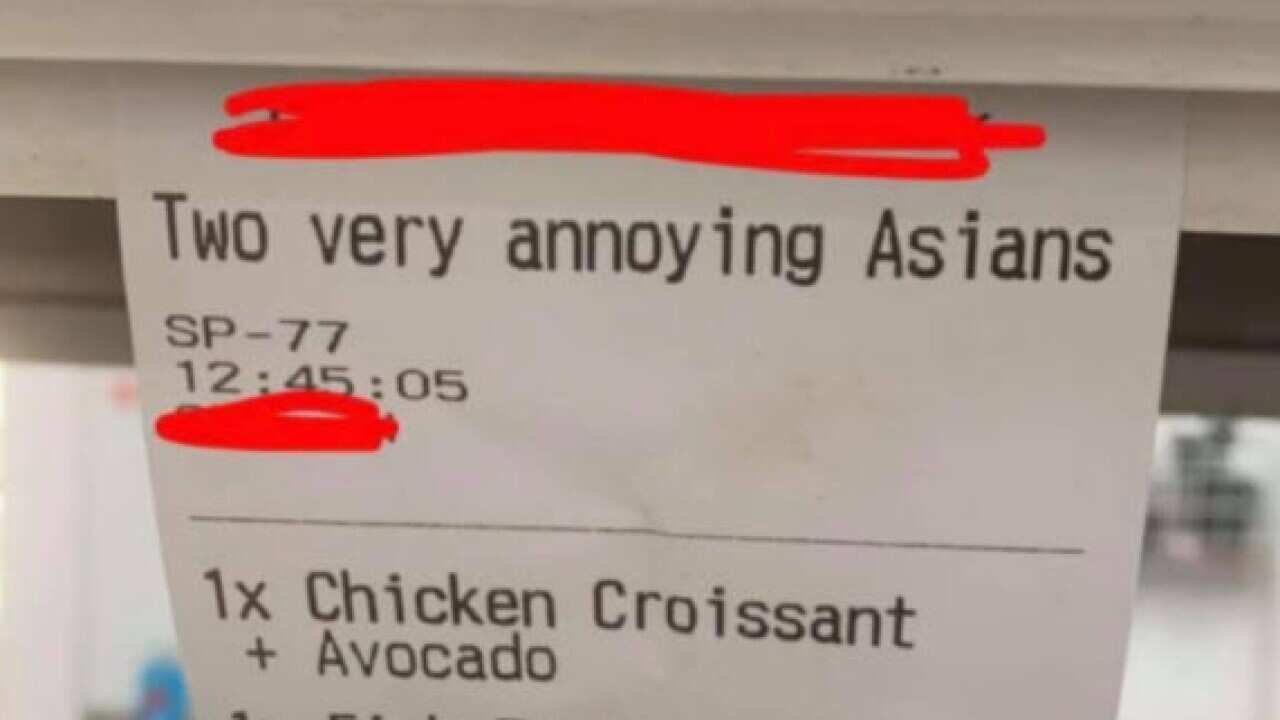 Two very annoying Asians
SP-77
12:45:05
1x Chicken Croissant
+ Avocado